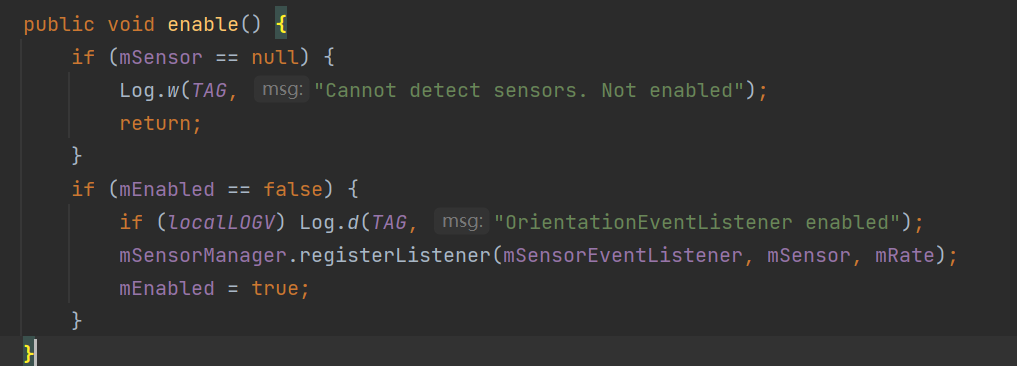 public void enable() {
    if (mSensor == null) {
        Log.w(TAG, msg: "Cannot detect sensors. Not enabled");
        return;
    }
    if (mEnabled == false) {
        if (localLOGV) Log.d(TAG, msg: "OrientationEventListener enabled");
        mSensorManager.registerListener(mSensorEventListener, mSensor, mRate);
        mEnabled = true;
    }
}